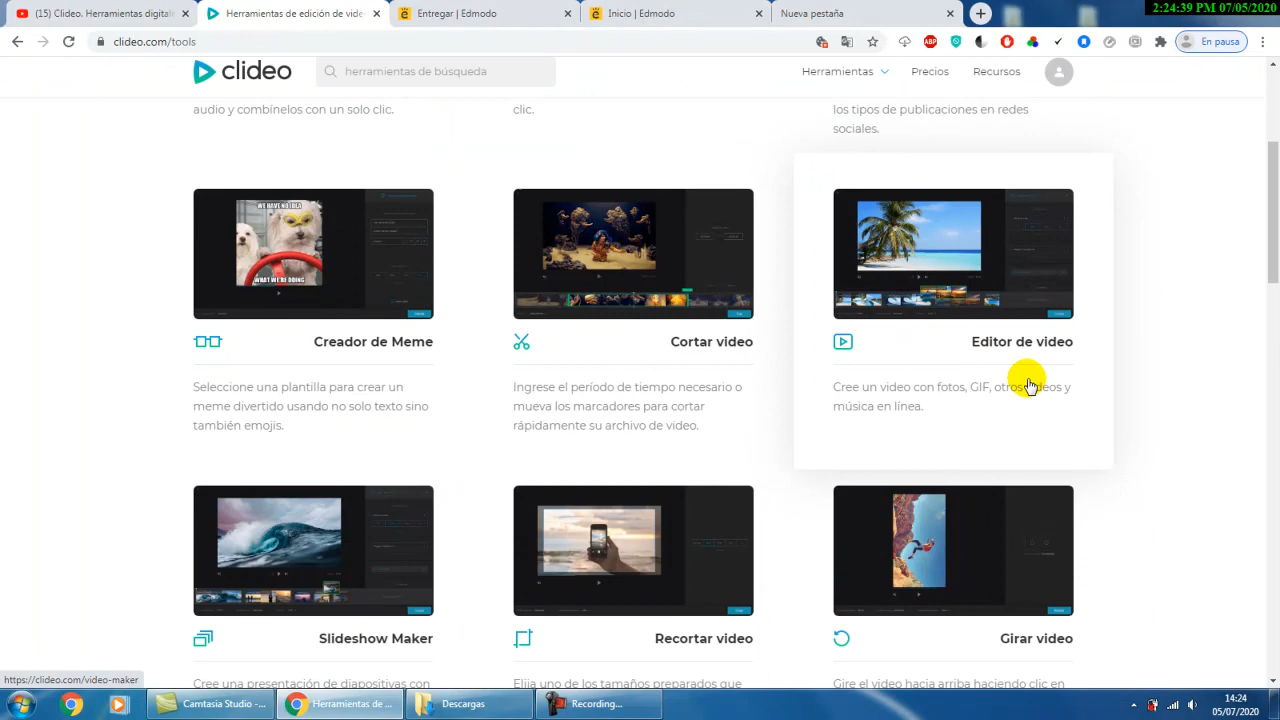 2:24:39 PM 07/05/2020
(15) Clideo, Herramientas digitale
Herramientas de edición de vide
Entretejiendo
Inicio | Edmodo
Nueva pestaña
clideo.com/tools
En pausa
clideo
herramientas de búsqueda
Herramientas
Precios
Recursos
audio y combínelos con un solo clic.
clic.
los tipos de publicaciones en redes
sociales.
WE HAVE NO IDEA
WHAT WE'RE DOING
Creador de Meme
Seleccione una plantilla para crear un
meme divertido usando no solo texto sino
también emojis.
Cortar video
Ingrese el período de tiempo necesario o
mueva los marcadores para cortar
rápidamente su archivo de video.
Editor de video
Cree un video con fotos, GIF, otros videos y
música en línea.
Slideshow Maker
Cree una presentación de diapositivas con
Recortar video
Elija uno de los tamaños preparados que
Girar video
Gire el video hacia arriba haciendo clic en
https://clideo.com/video-maker
Camtasia Studio -...
Herramientas de ...
Descargas
Recording...
14:24
05/07/2020